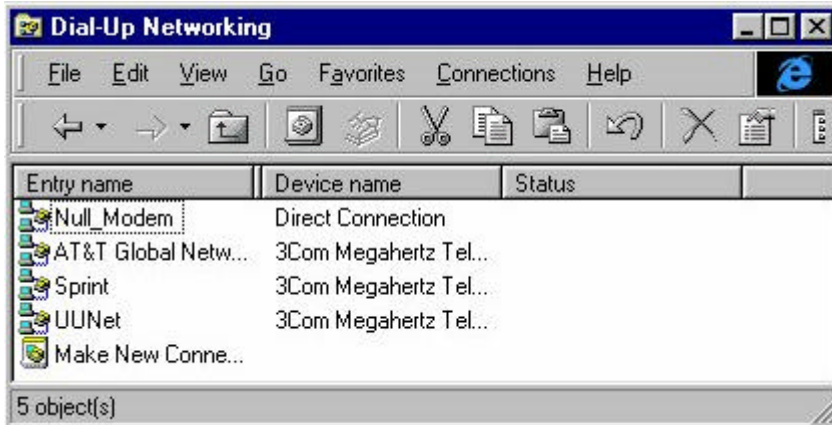 Dial-Up Networking
File Edit View Go Favorites Connections Help
Entry name Device name Status
Null_Modem Direct Connection
AT&T Global Netw... 3Com Megahertz Tel...
Sprint 3Com Megahertz Tel...
UUNet 3Com Megahertz Tel...
Make New Conne...
5 object(s)